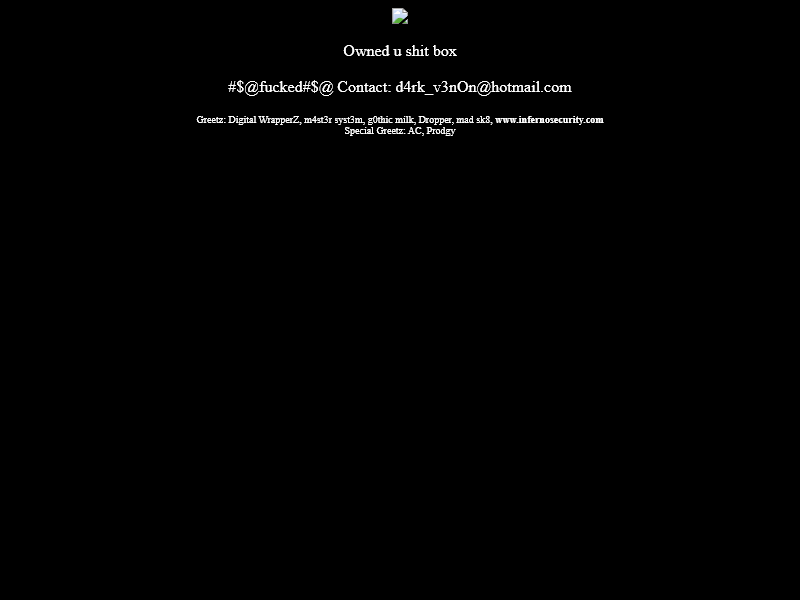 Owned u shit box
#$@fucked#$@ Contact: d4rk_v3nOn@hotmail.com
Greetz: Digital WrapperZ, m4st3r syst3m, g0thic milk, Dropper, mad sk8, www.infernosecurity.com
Special Greetz: AC, Prodgy